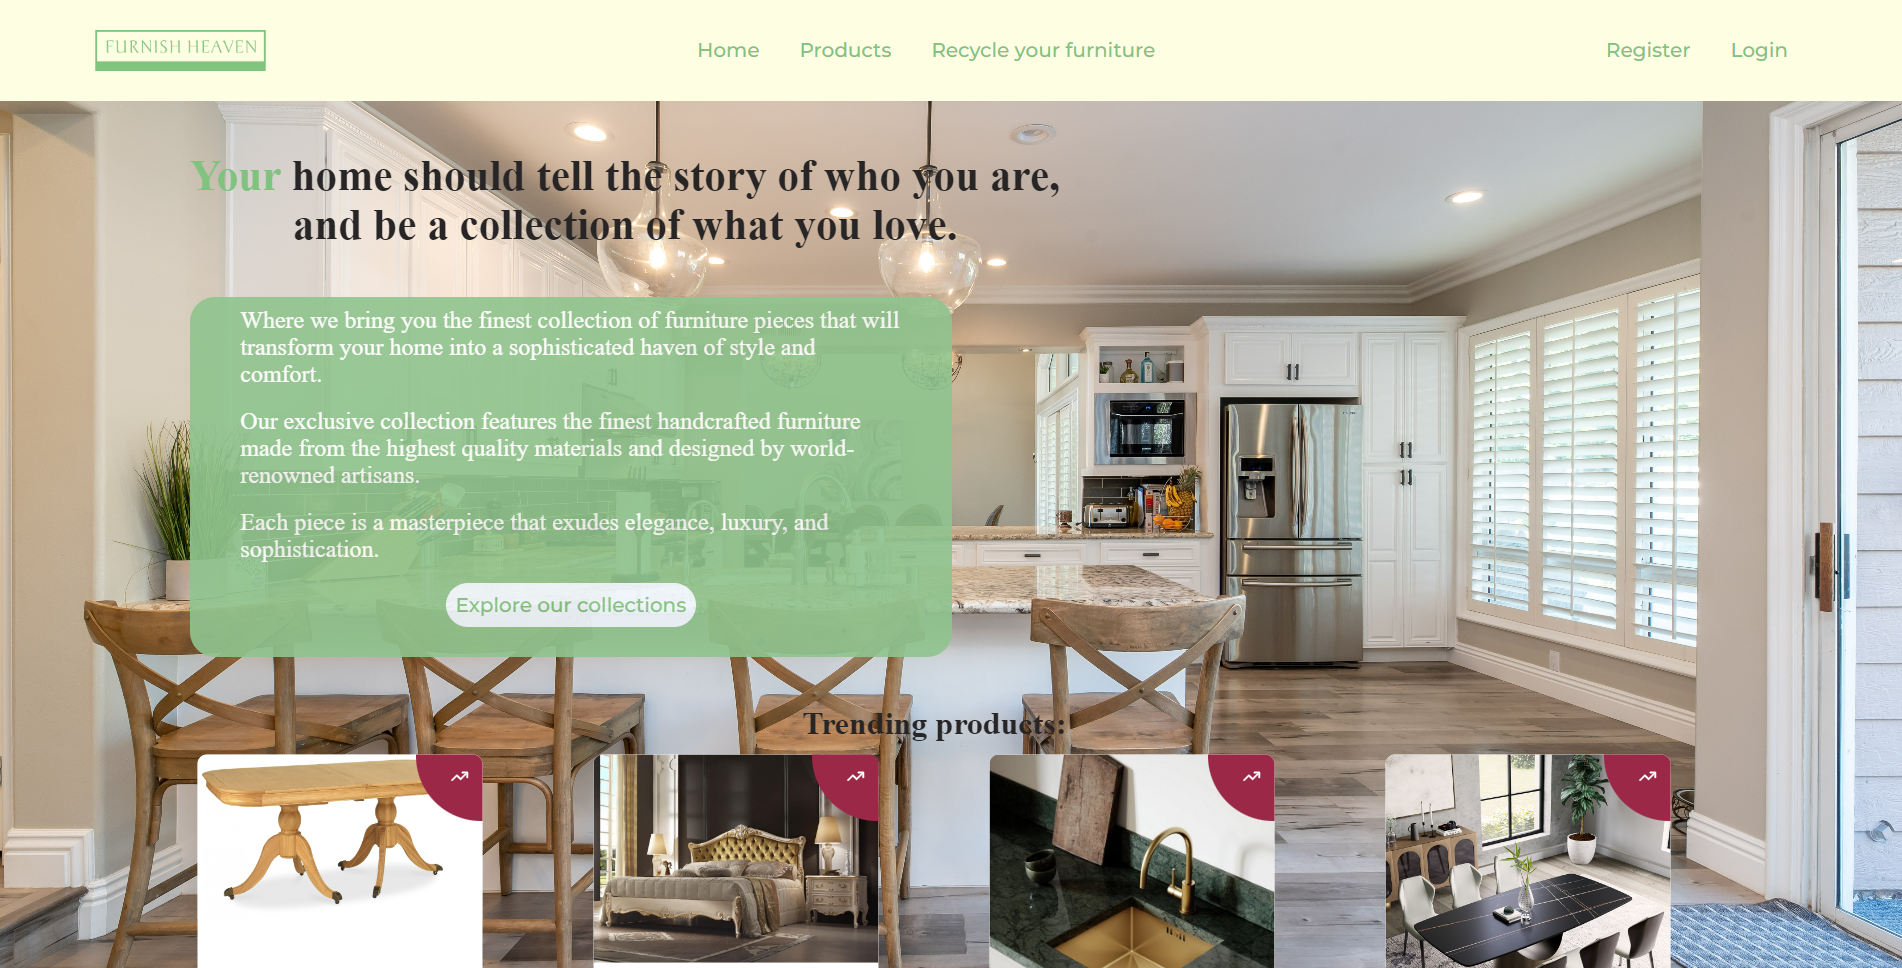 FURNISH HEAVEN
Home Products Recycle your furniture
Register Login
Your home should tell the story of who you are,
and be a collection of what you love.
Where we bring you the finest collection of furniture pieces that will
transform your home into a sophisticated haven of style and
comfort.
Our exclusive collection features the finest handcrafted furniture
made from the highest quality materials and designed by world-
renowned artisans.
Each piece is a masterpiece that exudes elegance, luxury, and
sophistication.
Explore our collections
Trending products: